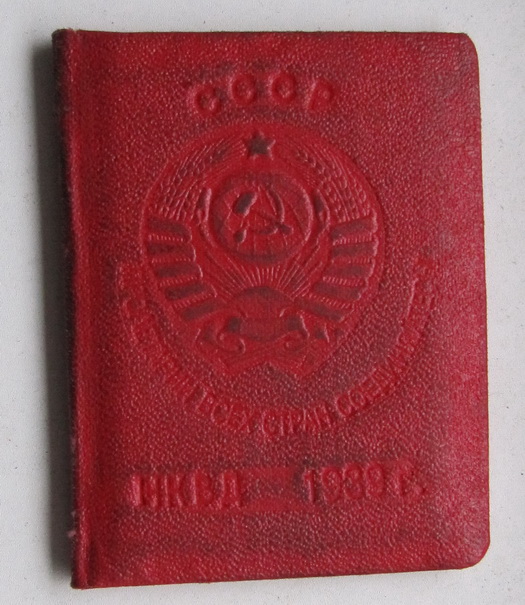 СССР
ПРОЛЕТАРИИ ВСЕХ СТРАН СОЕДИНЯЙТЕСЬ
НКВД 1939 г.